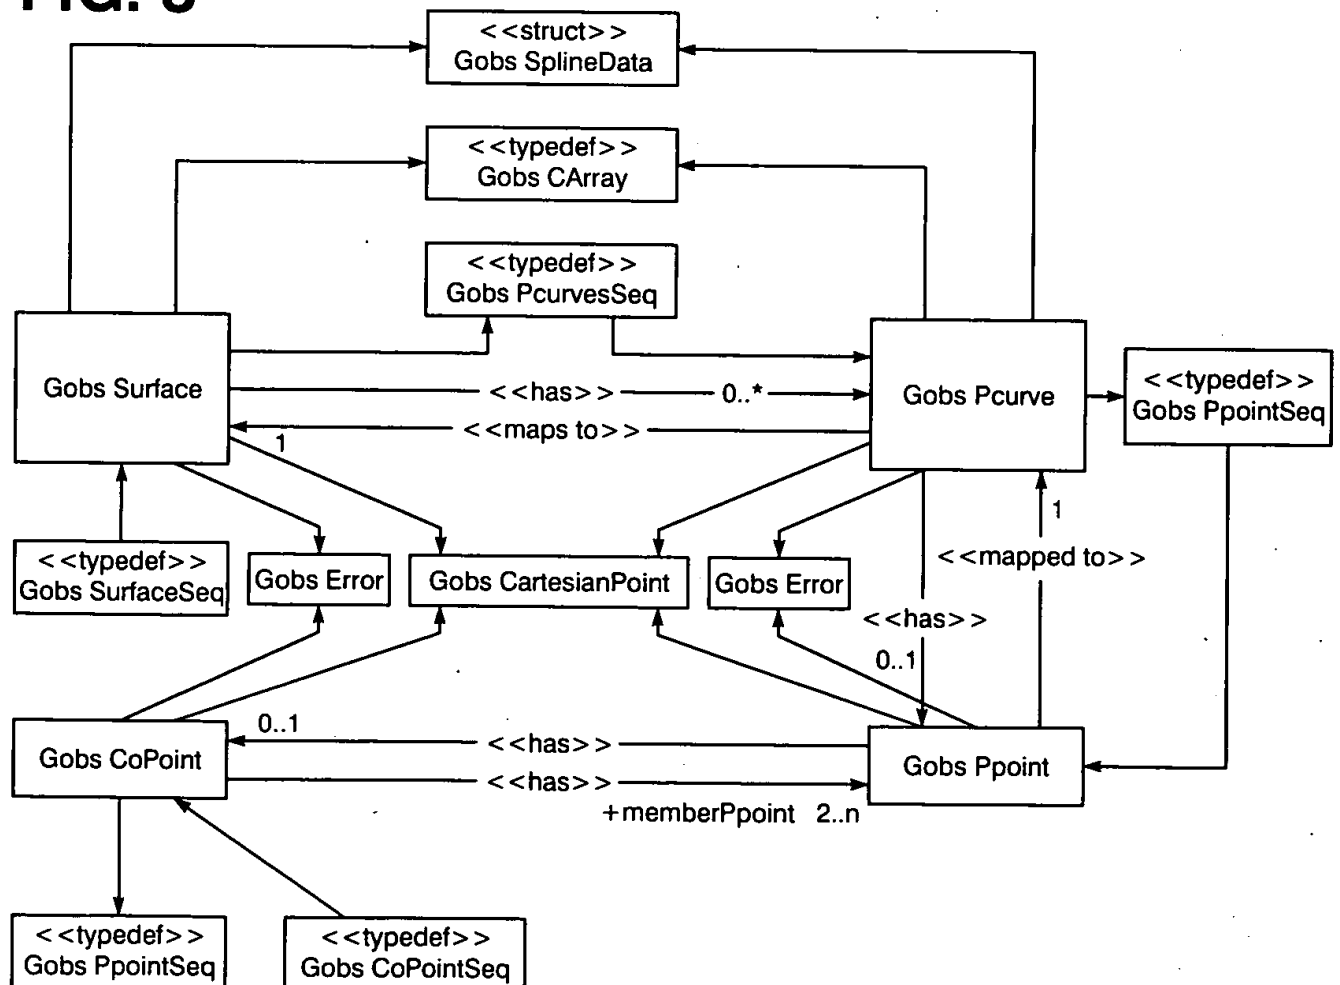 <<struct>>
Gobs SplineData
<<typedef>>
Gobs CArray
<<typedef>>
Gobs PcurvesSeq
Gobs Surface
Gobs Pcurve
<<typedef>>
Gobs PpointSeq
<<has>>
0..*
<<maps to>>
1
1
<<typedef>>
Gobs SurfaceSeq
Gobs Error
Gobs CartesianPoint
Gobs Error
<<mapped to>>
<<has>>
0..1
0..1
Gobs CoPoint
<<has>>
<<has>>
Gobs Ppoint
+memberPpoint 2..n
<<typedef>>
Gobs PpointSeq
<<typedef>>
Gobs CoPointSeq